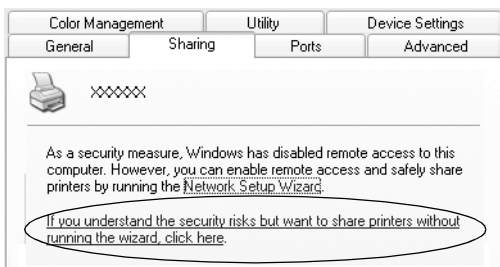 Color Management Utility Device Settings
General Sharing Ports Advanced
XXXXXX
As a security measure, Windows has disabled remote access to this
computer. However, you can enable remote access and safely share
printers by running the Network Setup Wizard.
If you understand the security risks but want to share printers without
running the wizard, click here.